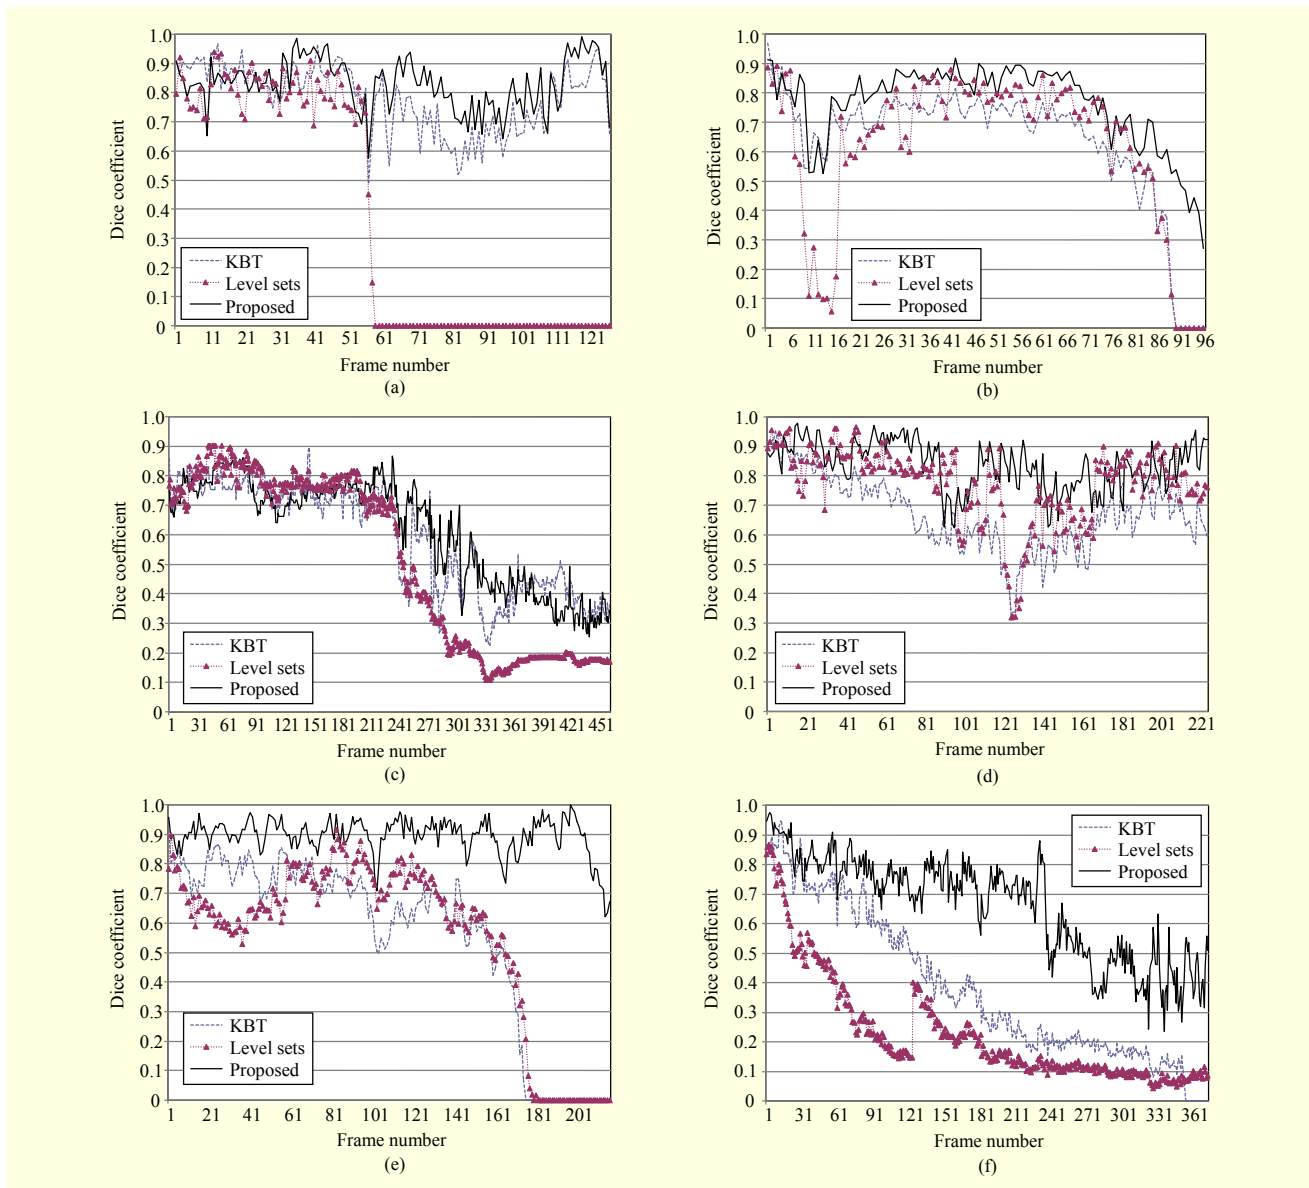 1.0
0.9
0.8
0.7
0.6
0.5
0.4
0.3
0.2
0.1
0
Dice coefficient
KBT
Level sets
Proposed
1 11 21 31 41 51 61 71 81 91 101 111 121
Frame number
(a)
1.0
0.9
0.8
0.7
0.6
0.5
0.4
0.3
0.2
0.1
0
Dice coefficient
KBT
Level sets
Proposed
1 6 11 16 21 26 31 36 41 46 51 56 61 66 71 76 81 86 91 96
Frame number
(b)
1.0
0.9
0.8
0.7
0.6
0.5
0.4
0.3
0.2
0.1
0
Dice coefficient
KBT
Level sets
Proposed
1 31 61 91 121 151 181 211 241 271 301 331 361 391 421 451
Frame number
(c)
1.0
0.9
0.8
0.7
0.6
0.5
0.4
0.3
0.2
0.1
0
Dice coefficient
KBT
Level sets
Proposed
1 21 41 61 81 101 121 141 161 181 201 221
Frame number
(d)
1.0
0.9
0.8
0.7
0.6
0.5
0.4
0.3
0.2
0.1
0
Dice coefficient
KBT
Level sets
Proposed
1 21 41 61 81 101 121 141 161 181 201
Frame number
(e)
1.0
0.9
0.8
0.7
0.6
0.5
0.4
0.3
0.2
0.1
0
Dice coefficient
KBT
Level sets
Proposed
1 31 61 91 121 151 181 211 241 271 301 331 361
Frame number
(f)